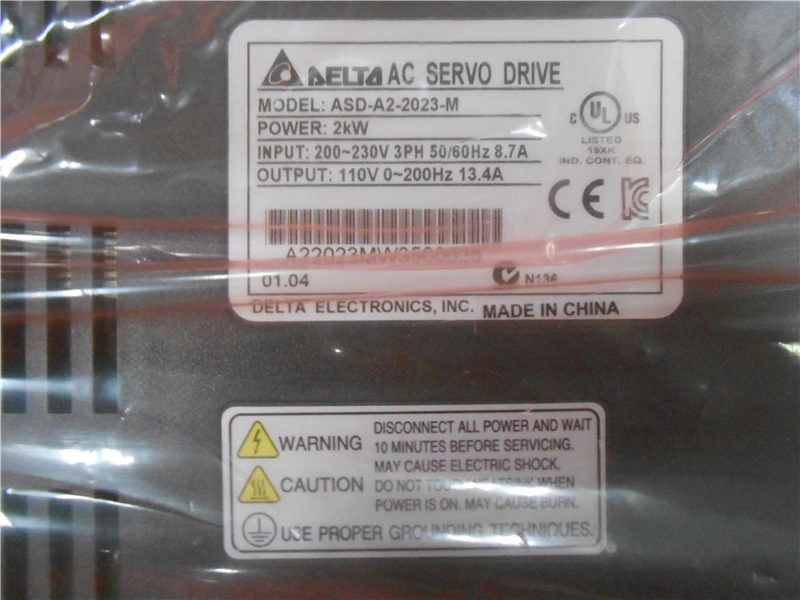 DELTA AC SERVO DRIVE
MODEL: ASD-A2-2023-M
POWER: 2kW
INPUT: 200~230V 3PH 50/60Hz 8.7A
OUTPUT: 110V 0~200Hz 13.4A
C UL US
LISTED
19XK
IND. CONT. EQ.
CE
01.04
N136
DELTA ELECTRONICS, INC. MADE IN CHINA
WARNING DISCONNECT ALL POWER AND WAIT
10 MINUTES BEFORE SERVICING.
MAY CAUSE ELECTRIC SHOCK.
CAUTION DO NOT TOUCH HEATSINK WHEN
POWER IS ON. MAY CAUSE BURN.
USE PROPER GROUNDING TECHNIQUES.